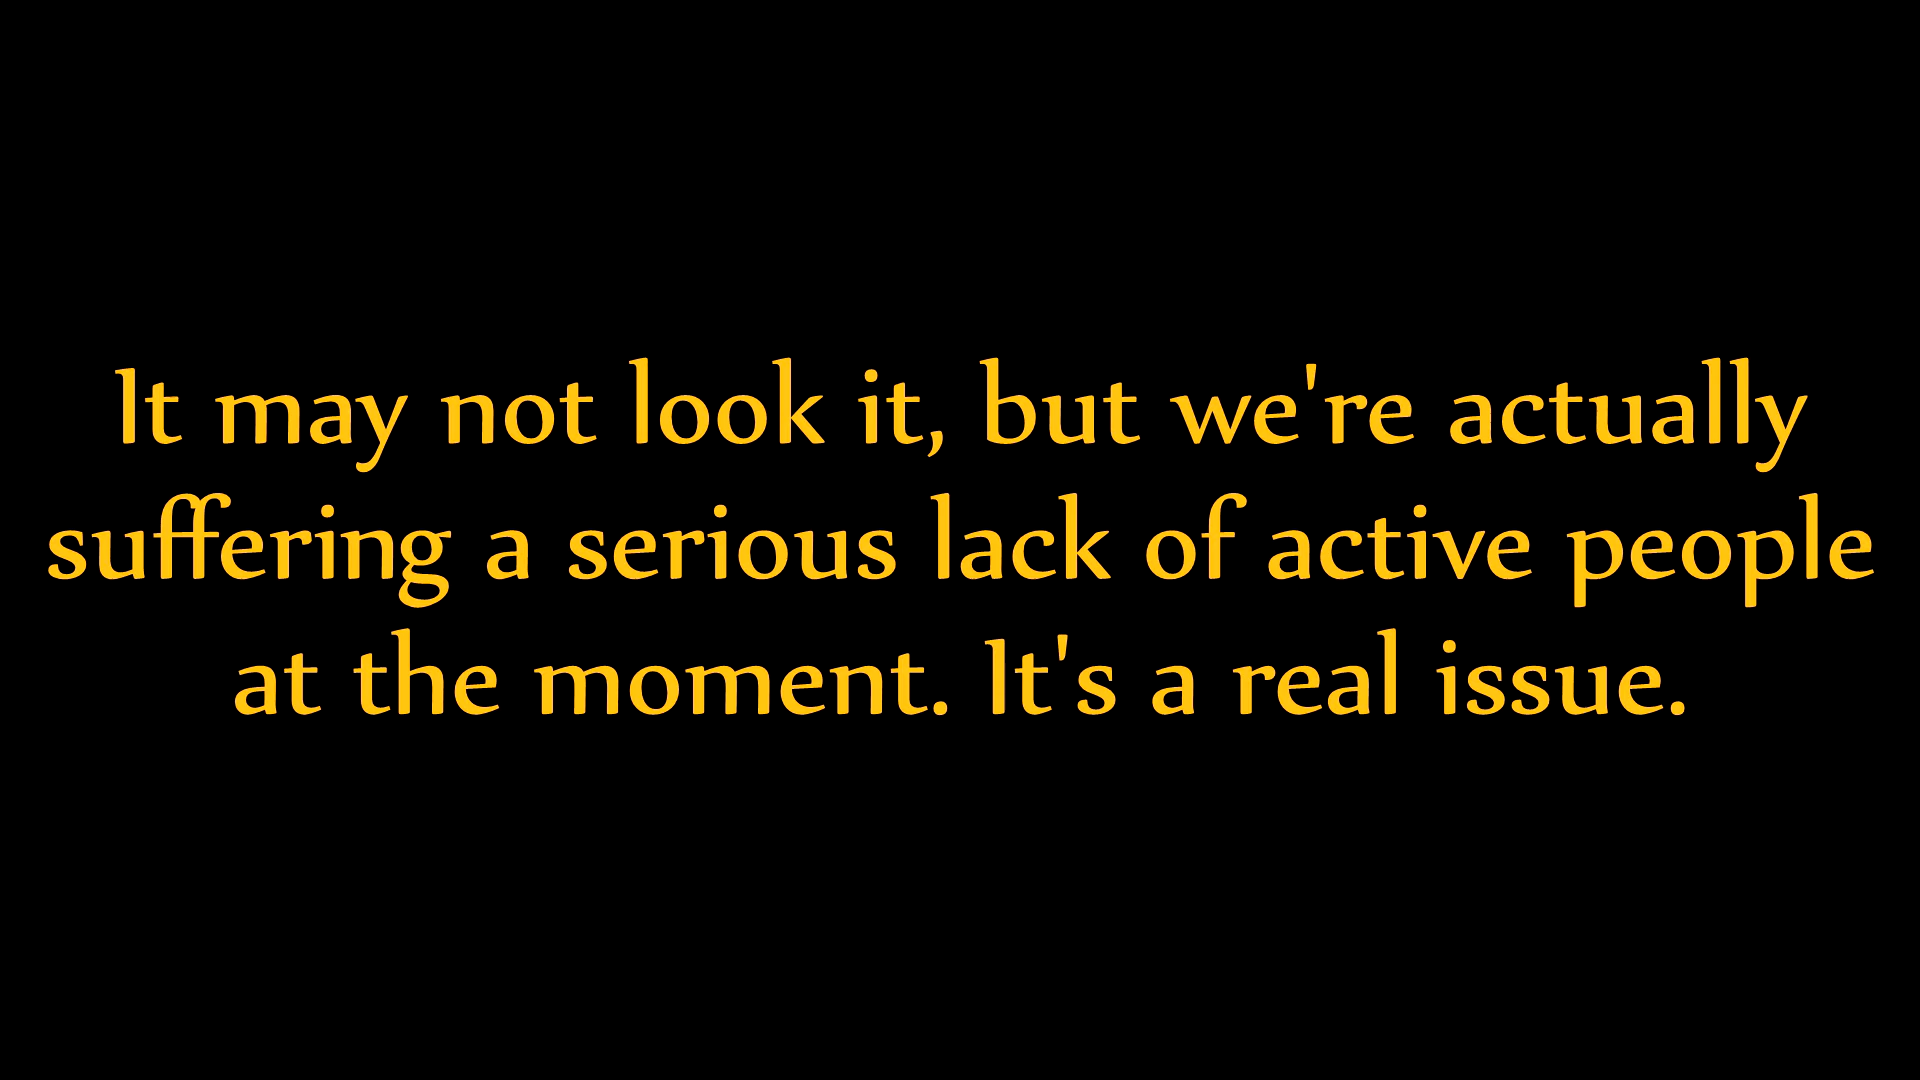 It may not look it, but we're actually
suffering a serious lack of active people
at the moment. It's a real issue.